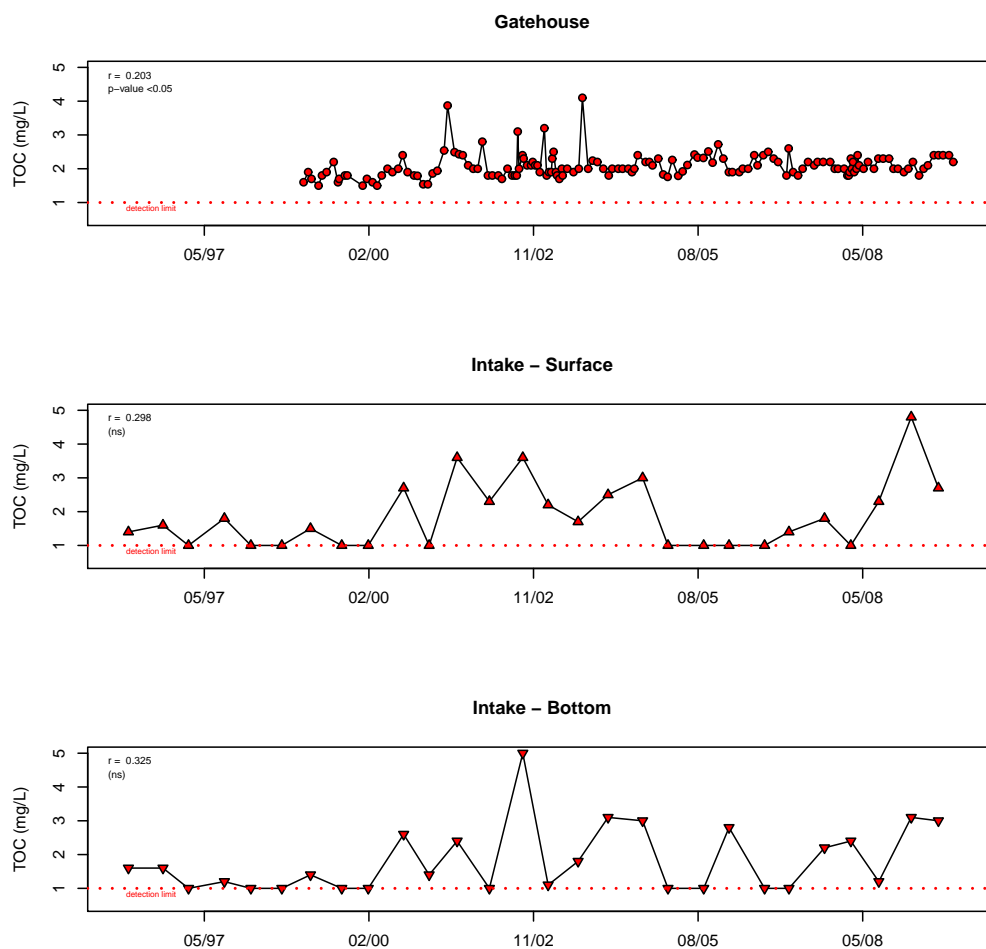 Gatehouse
r = 0.203
p−value <0.05
TOC (mg/L)
5
4
3
2
1
detection limit
05/97 02/00 11/02 08/05 05/08
Intake − Surface
r = 0.298
(ns)
TOC (mg/L)
5
4
3
2
1
detection limit
05/97 02/00 11/02 08/05 05/08
Intake − Bottom
r = 0.325
(ns)
TOC (mg/L)
5
4
3
2
1
detection limit
05/97 02/00 11/02 08/05 05/08